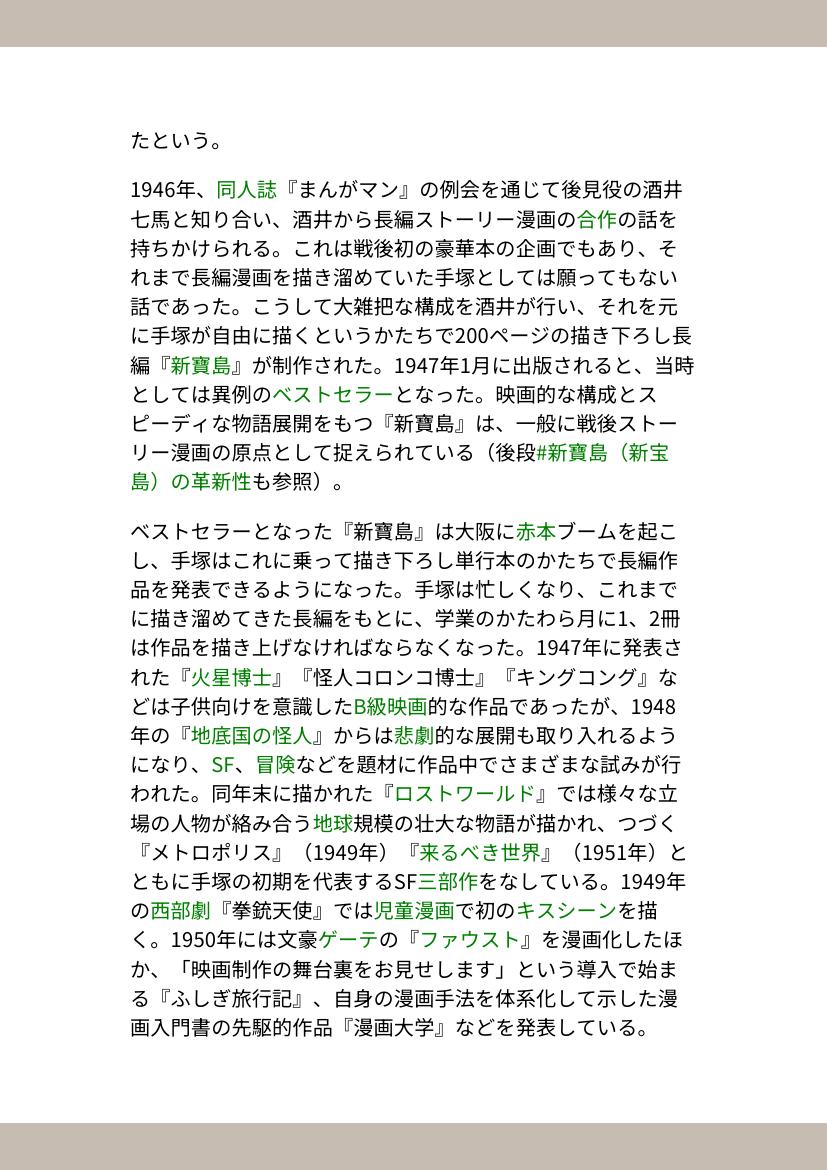 たという。
1946年、同人誌『まんがマン』の例会を通じて後見役の酒井
七馬と知り合い、酒井から長編ストーリー漫画の合作の話を
持ちかけられる。これは戦後初の豪華本の企画でもあり、そ
れまで長編漫画を描き溜めていた手塚としては願ってもない
話であった。こうして大雑把な構成を酒井が行い、それを元
に手塚が自由に描くというかたちで200ページの描き下ろし長
編『新寶島』が制作された。1947年1月に出版されると、当時
としては異例のベストセラーとなった。映画的な構成とス
ピーディな物語展開をもつ『新寶島』は、一般に戦後ストー
リー漫画の原点として捉えられている（後段#新寶島（新宝
島）の革新性も参照）。
ベストセラーとなった『新寶島』は大阪に赤本ブームを起こ
し、手塚はこれに乗って描き下ろし単行本のかたちで長編作
品を発表できるようになった。手塚は忙しくなり、これまで
に描き溜めてきた長編をもとに、学業のかたわら月に1、2冊
は作品を描き上げなければならなくなった。1947年に発表さ
れた『火星博士』『怪人コロンコ博士』『キングコング』な
どは子供向けを意識したB級映画的な作品であったが、1948
年の『地底国の怪人』からは悲劇的な展開も取り入れるよう
になり、SF、冒険などを題材に作品中でさまざまな試みが行
われた。同年末に描かれた『ロストワールド』では様々な立
場の人物が絡み合う地球規模の壮大な物語が描かれ、つづく
『メトロポリス』（1949年）『来るべき世界』（1951年）と
ともに手塚の初期を代表するSF三部作をなしている。1949年
の西部劇『拳銃天使』では児童漫画で初のキスシーンを描
く。1950年には文豪ゲーテの『ファウスト』を漫画化したほ
か、「映画制作の舞台裏をお見せします」という導入で始ま
る『ふしぎ旅行記』、自身の漫画手法を体系化して示した漫
画入門書の先駆的作品『漫画大学』などを発表している。